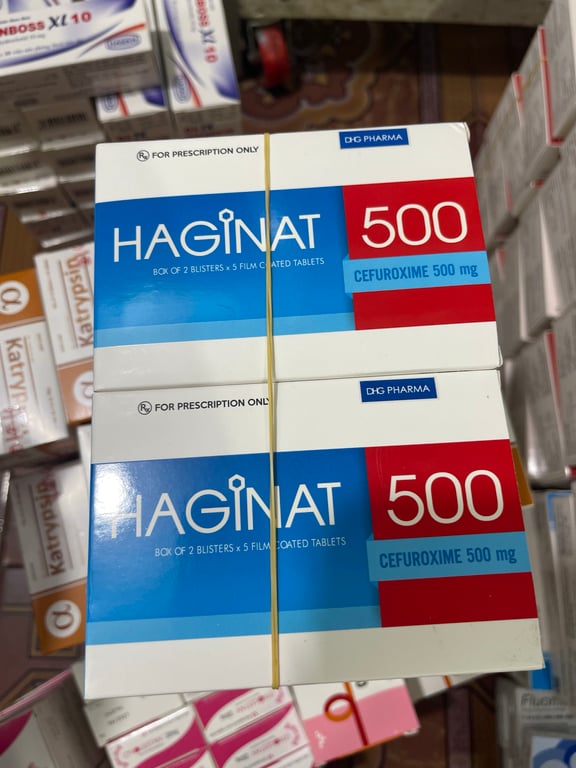 XL 10
XL 10
Rx FOR PRESCRIPTION ONLY
DHG PHARMA
HAGINAT 500
BOX OF 2 BLISTERS x 5 FILM COATED TABLETS
CEFUROXIME 500 mg
Rx FOR PRESCRIPTION ONLY
DHG PHARMA
HAGINAT 500
BOX OF 2 BLISTERS x 5 FILM COATED TABLETS
CEFUROXIME 500 mg
Katrypsin
α
Katrypsin
α